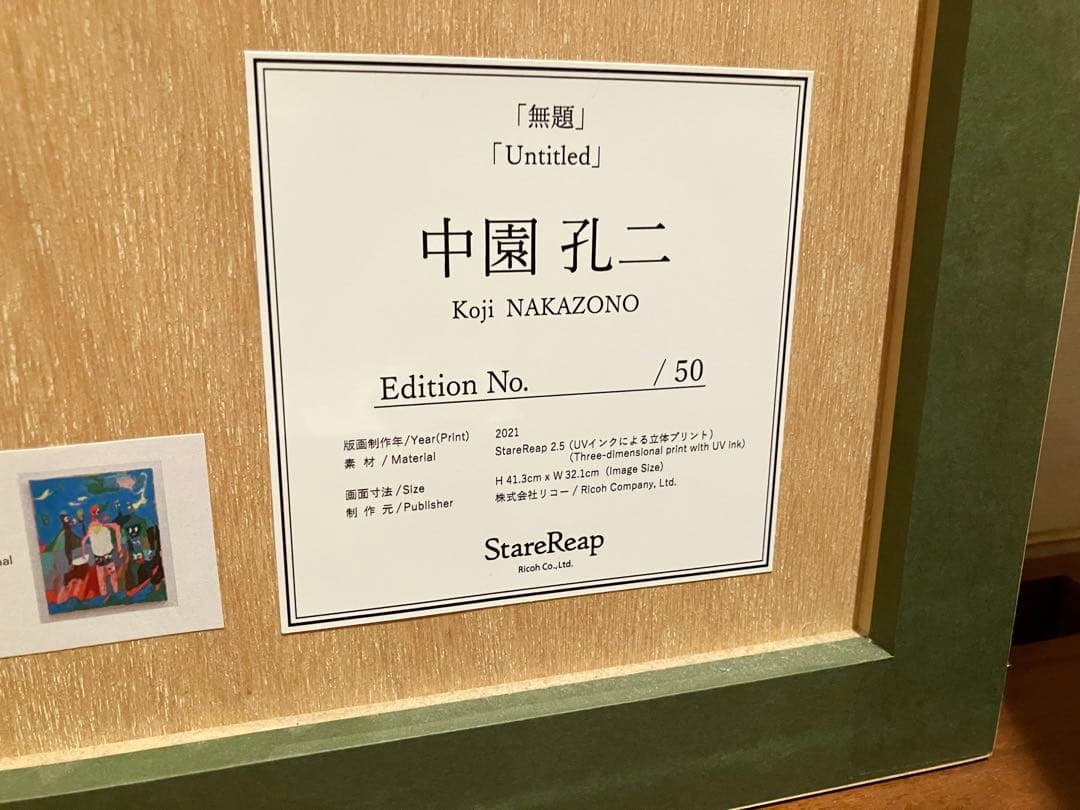 「無題」
「Untitled」
中園 孔二
Koji NAKAZONO
Edition No. / 50
版画制作年/Year(Print) 2021
素 材 / Material StareReap 2.5（UVインクによる立体プリント）
（Three-dimensional print with UV ink)
画面寸法/Size H 41.3cm x W 32.1cm（Image Size）
制 作 元/Publisher 株式会社リコー / Ricoh Company, Ltd.
StareReap
Ricoh Co.,Ltd.